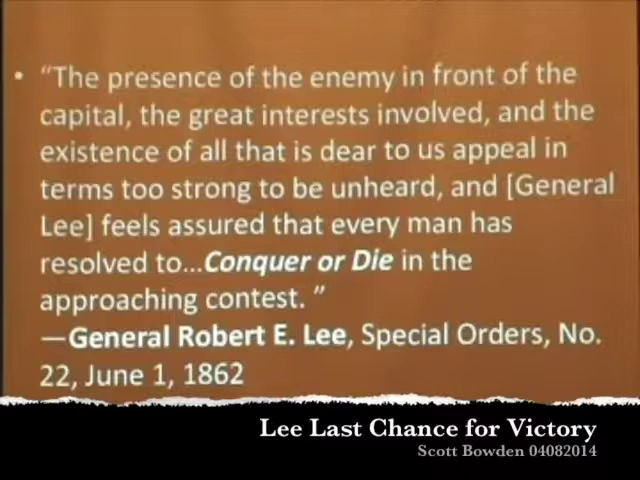 • “The presence of the enemy in front of the
capital, the great interests involved, and the
existence of all that is dear to us appeal in
terms too strong to be unheard, and [General
Lee] feels assured that every man has
resolved to…Conquer or Die in the
approaching contest. ”
—General Robert E. Lee, Special Orders, No.
22, June 1, 1862
Lee Last Chance for Victory
Scott Bowden 04082014